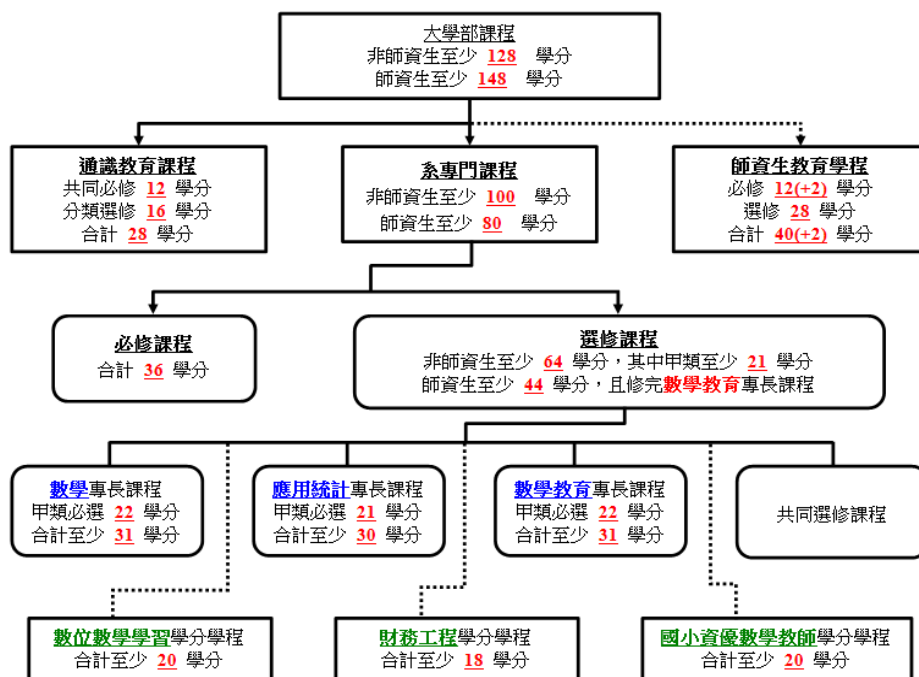 大學部課程
非師資生至少 128 學分
師資生至少 148 學分
通識教育課程
共同必修 12 學分
分類選修 16 學分
合計 28 學分
系專門課程
非師資生至少 100 學分
師資生至少 80 學分
師資生教育學程
必修 12(+2) 學分
選修 28 學分
合計 40(+2) 學分
必修課程
合計 36 學分
選修課程
非師資生至少 64 學分，其中甲類至少 21 學分
師資生至少 44 學分，且修完數學教育專長課程
數學專長課程
甲類必選 22 學分
合計至少 31 學分
應用統計專長課程
甲類必選 21 學分
合計至少 30 學分
數學教育專長課程
甲類必選 22 學分
合計至少 31 學分
共同選修課程
數位數學學習學分學程
合計至少 20 學分
財務工程學分學程
合計至少 18 學分
國小資優數學教師學分學程
合計至少 20 學分